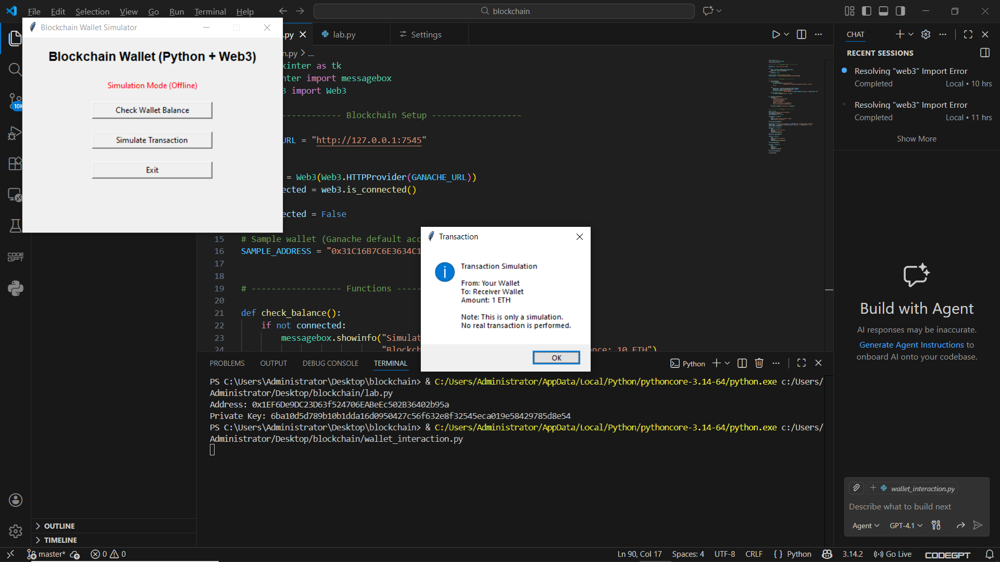 File Edit Selection View Go Run Terminal Help
blockchain
Blockchain Wallet Simulator
Blockchain Wallet (Python + Web3)
Simulation Mode (Offline)
Check Wallet Balance
Simulate Transaction
Exit
.py
lab.py
Settings
n.py > ...
kinter as tk
nter import messagebox
3 import Web3
------------ Blockchain Setup ------------------
URL = "http://127.0.0.1:7545"
= Web3(Web3.HTTPProvider(GANACHE_URL))
ected = web3.is_connected()
ected = False
15 # Sample wallet (Ganache default acc
16 SAMPLE_ADDRESS = "0x31C16B7C6E3634C1
17
18
19 # ------------------ Functions -----
20
21 def check_balance():
22 if not connected:
23 messagebox.showinfo("Simulat
24 "Blockch
nce: 10 ETH")
Transaction
Transaction Simulation
From: Your Wallet
To: Receiver Wallet
Amount: 1 ETH
Note: This is only a simulation.
No real transaction is performed.
OK
PROBLEMS OUTPUT DEBUG CONSOLE TERMINAL
Python
PS C:\Users\Administrator\Desktop\blockchain> & C:/Users/Administrator/AppData/Local/Python/pythoncore-3.14-64/python.exe c:/Users/
Administrator/Desktop/blockchain/lab.py
Address: 0x1EF6De9DC23D63f524706EABeEc502B36402b95a
Private Key: 6ba10d5d789b10b1dda16d0950427c56f632e8f32545eca019e58429785d8e54
PS C:\Users\Administrator\Desktop\blockchain> & C:/Users/Administrator/AppData/Local/Python/pythoncore-3.14-64/python.exe c:/Users/
Administrator/Desktop/blockchain/wallet_interaction.py
CHAT
RECENT SESSIONS
Resolving "web3" Import Error
Completed Local • 10 hrs
Resolving "web3" Import Error
Completed Local • 11 hrs
Show More
Build with Agent
AI responses may be inaccurate.
Generate Agent Instructions to
onboard AI onto your codebase.
wallet_interaction.py
Describe what to build next
Agent GPT-4.1
10K
CODE
GPT
OUTLINE
TIMELINE
master* 0 0
Ln 90, Col 17 Spaces: 4 UTF-8 CRLF { } Python 3.14.2 Go Live CODEGPT